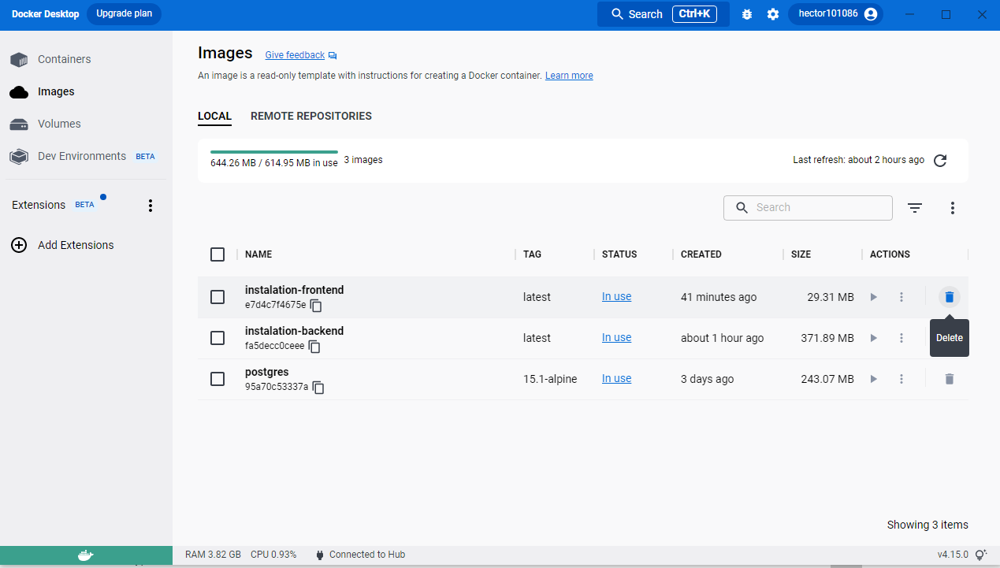 Docker Desktop Upgrade plan Search Ctrl+K hector101086
Containers
Images
Volumes
Dev Environments BETA
Extensions BETA
Add Extensions
Images Give feedback
An image is a read-only template with instructions for creating a Docker container. Learn more
LOCAL REMOTE REPOSITORIES
644.26 MB / 614.95 MB in use 3 images Last refresh: about 2 hours ago
Search
NAME TAG STATUS CREATED SIZE ACTIONS
instalation-frontend
e7d4c7f4675e latest In use 41 minutes ago 29.31 MB
instalation-backend
fa5decc0ceee latest In use about 1 hour ago 371.89 MB
Delete
postgres
95a70c53337a 15.1-alpine In use 3 days ago 243.07 MB
Showing 3 items
RAM 3.82 GB CPU 0.93% Connected to Hub v4.15.0